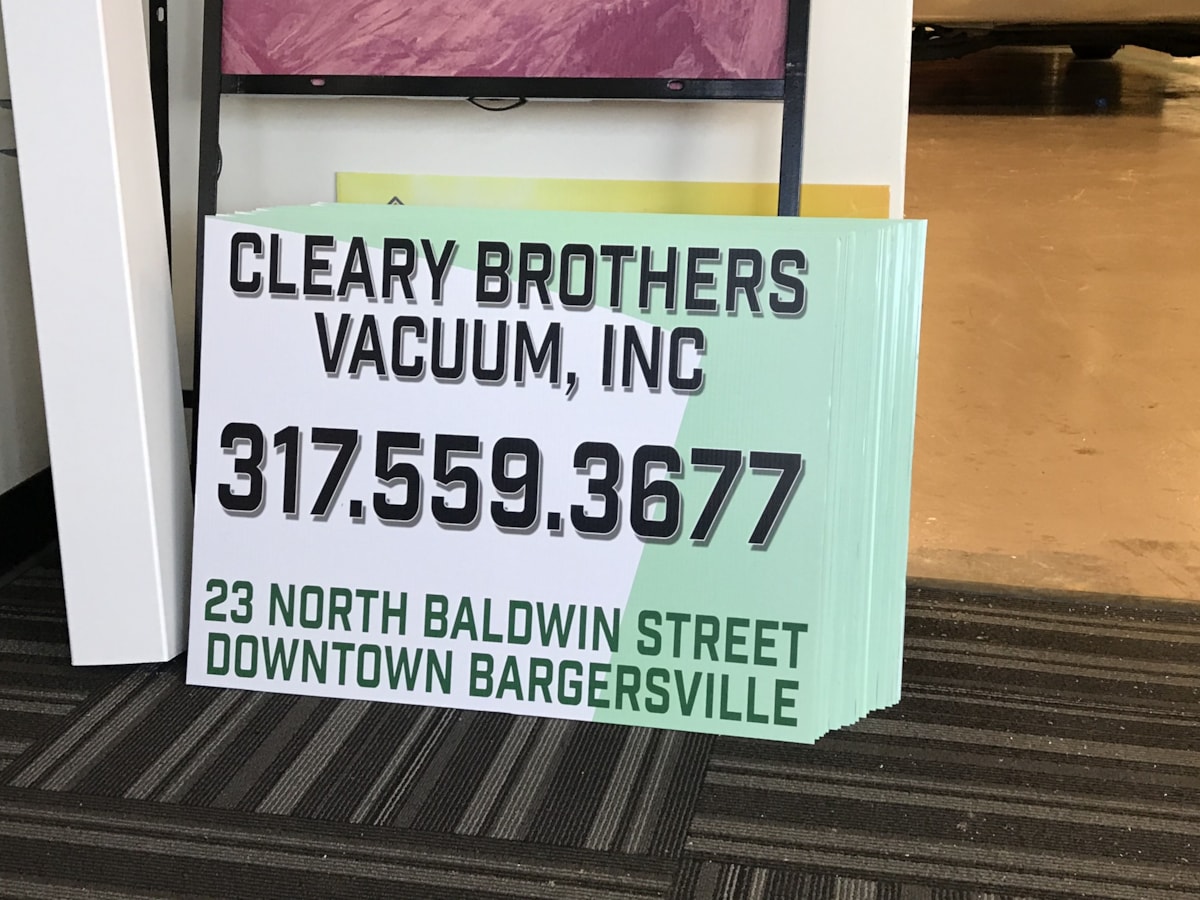 CLEARY BROTHERS
VACUUM, INC
317.559.3677
23 NORTH BALDWIN STREET
DOWNTOWN BARGERSVILLE